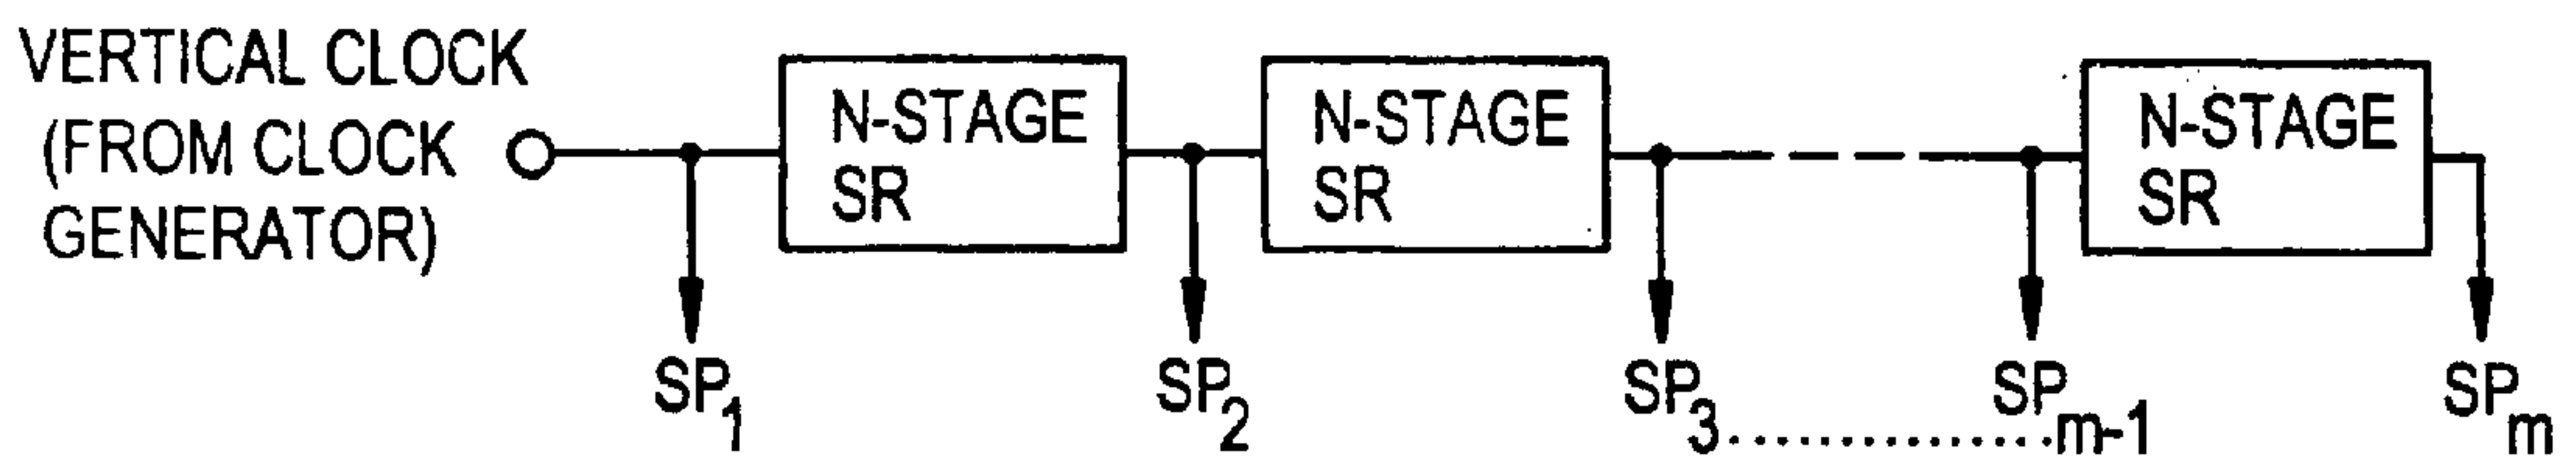 VERTICAL CLOCK
(FROM CLOCK
GENERATOR)
N-STAGE
SR
N-STAGE
SR
N-STAGE
SR
SP1
SP2
SP3...............SPm-1
SPm